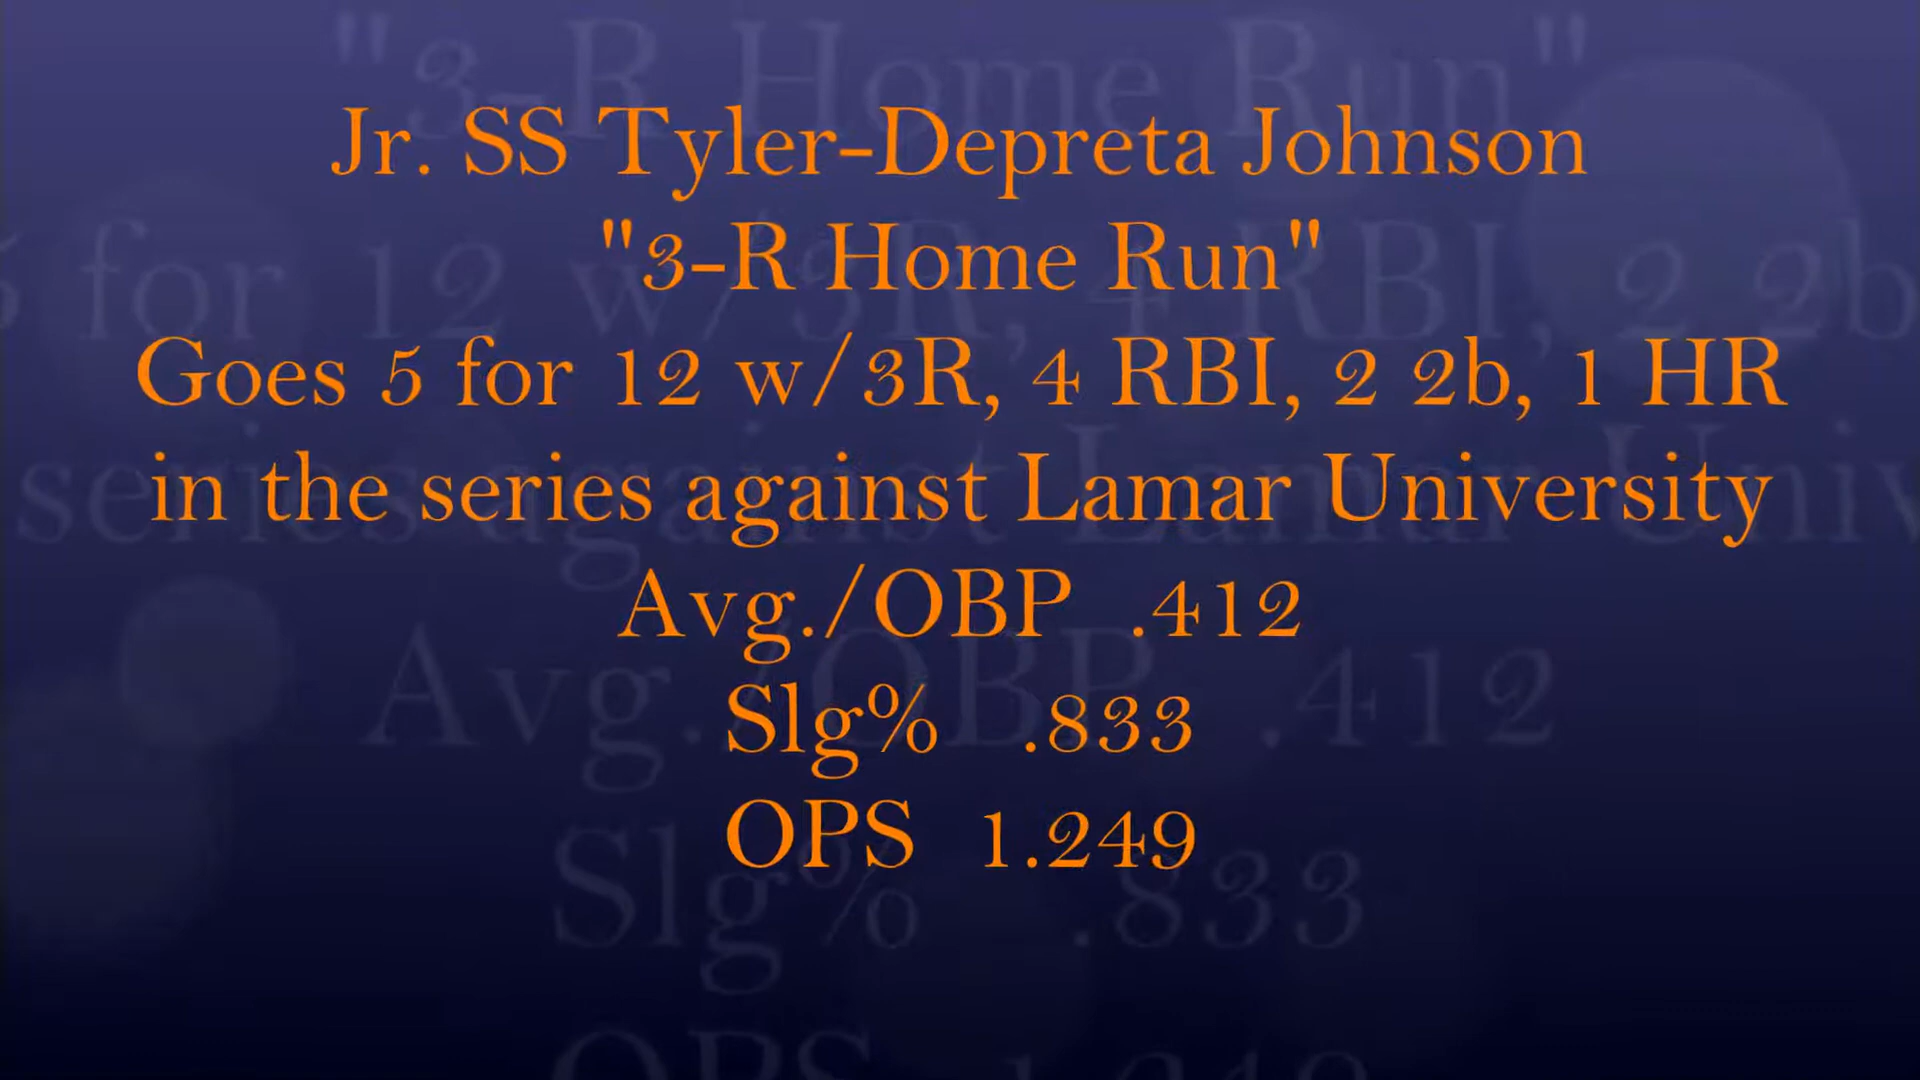 Jr. SS Tyler-Depreta Johnson
"3-R Home Run"
Goes 5 for 12 w/3R, 4 RBI, 2 2b, 1 HR
in the series against Lamar University
Avg./OBP .412
Slg% .833
OPS 1.249